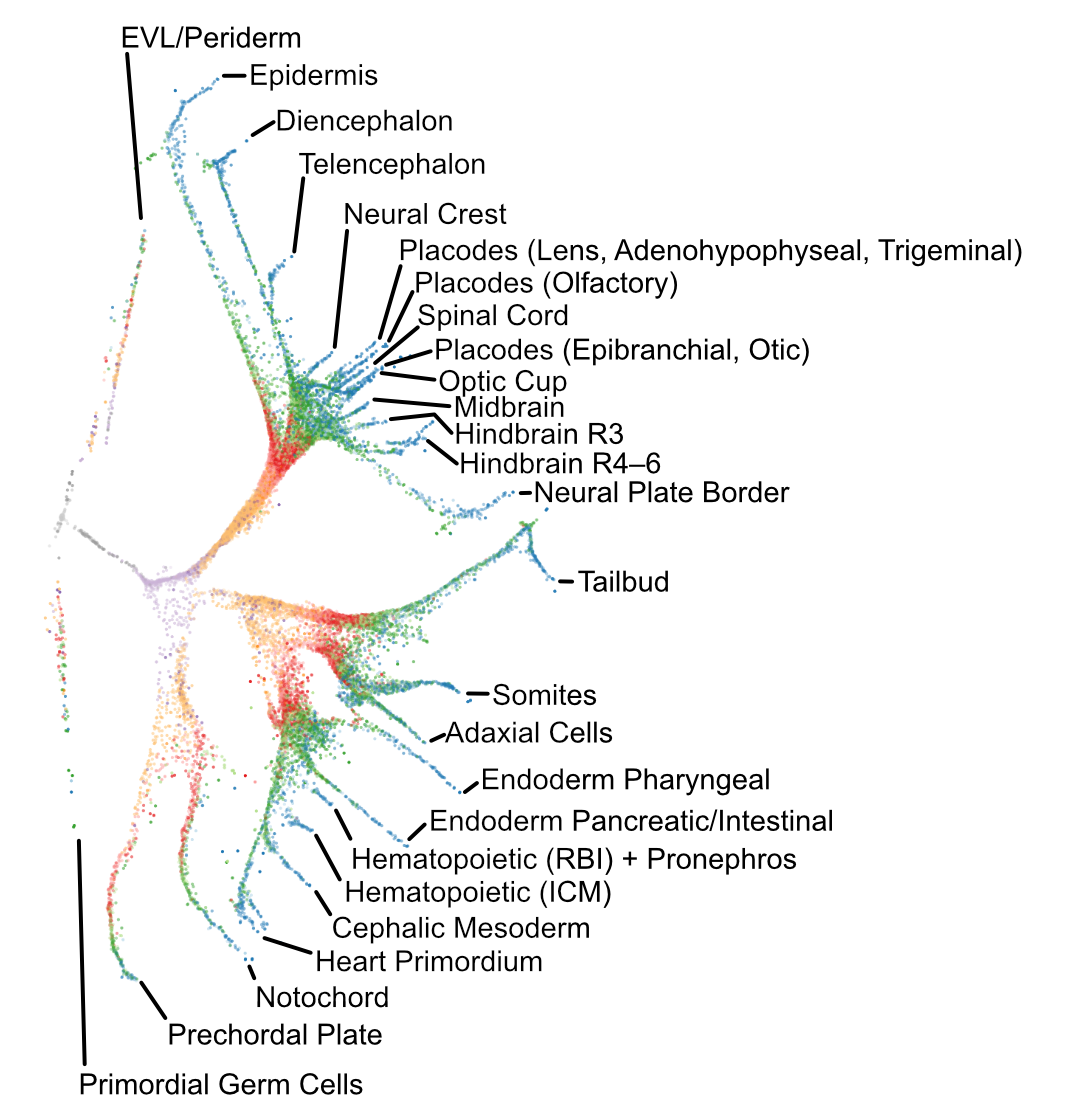 EVL/Periderm
Epidermis
Diencephalon
Telencephalon
Neural Crest
Placodes (Lens, Adenohypophyseal, Trigeminal)
Placodes (Olfactory)
Spinal Cord
Placodes (Epibranchial, Otic)
Optic Cup
Midbrain
Hindbrain R3
Hindbrain R4–6
Neural Plate Border
Tailbud
Somites
Adaxial Cells
Endoderm Pharyngeal
Endoderm Pancreatic/Intestinal
Hematopoietic (RBI) + Pronephros
Hematopoietic (ICM)
Cephalic Mesoderm
Heart Primordium
Notochord
Prechordal Plate
Primordial Germ Cells